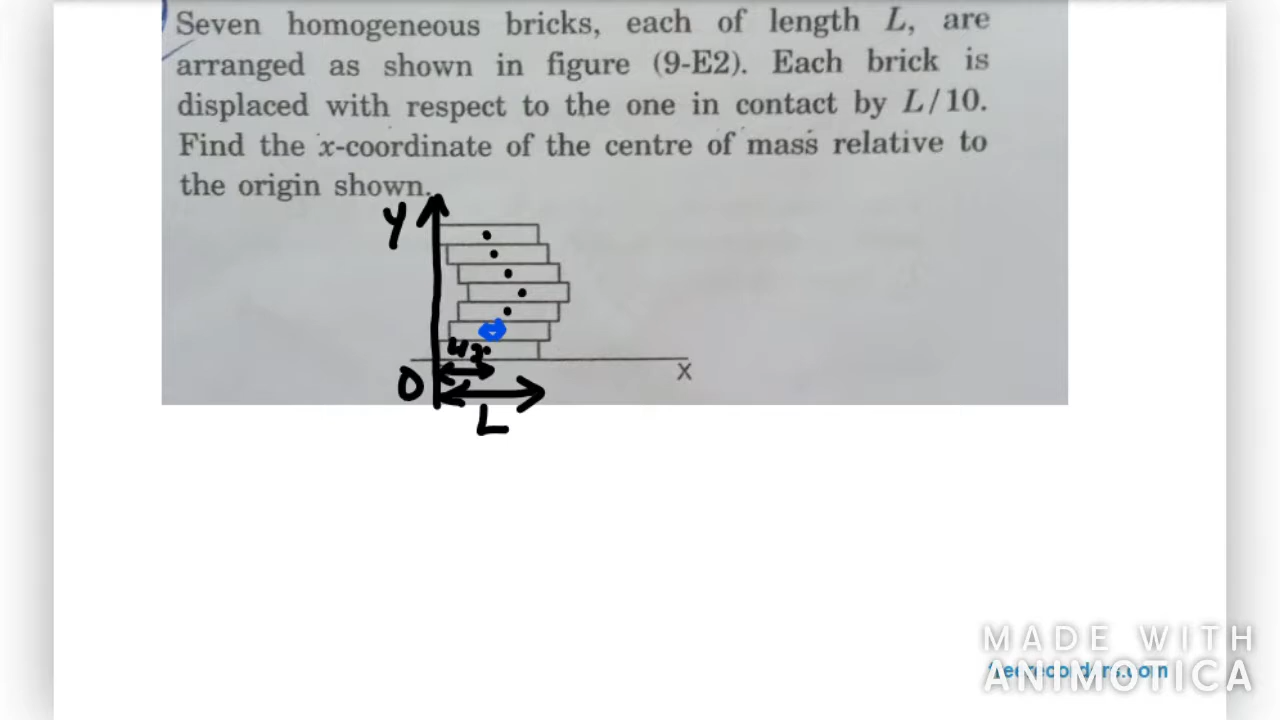 Seven homogeneous bricks, each of length L, are
arranged as shown in figure (9-E2). Each brick is
displaced with respect to the one in contact by L/10.
Find the x-coordinate of the centre of mass relative to
the origin shown.
Y
X
O
L
MADE WITH
ANIMOTICA